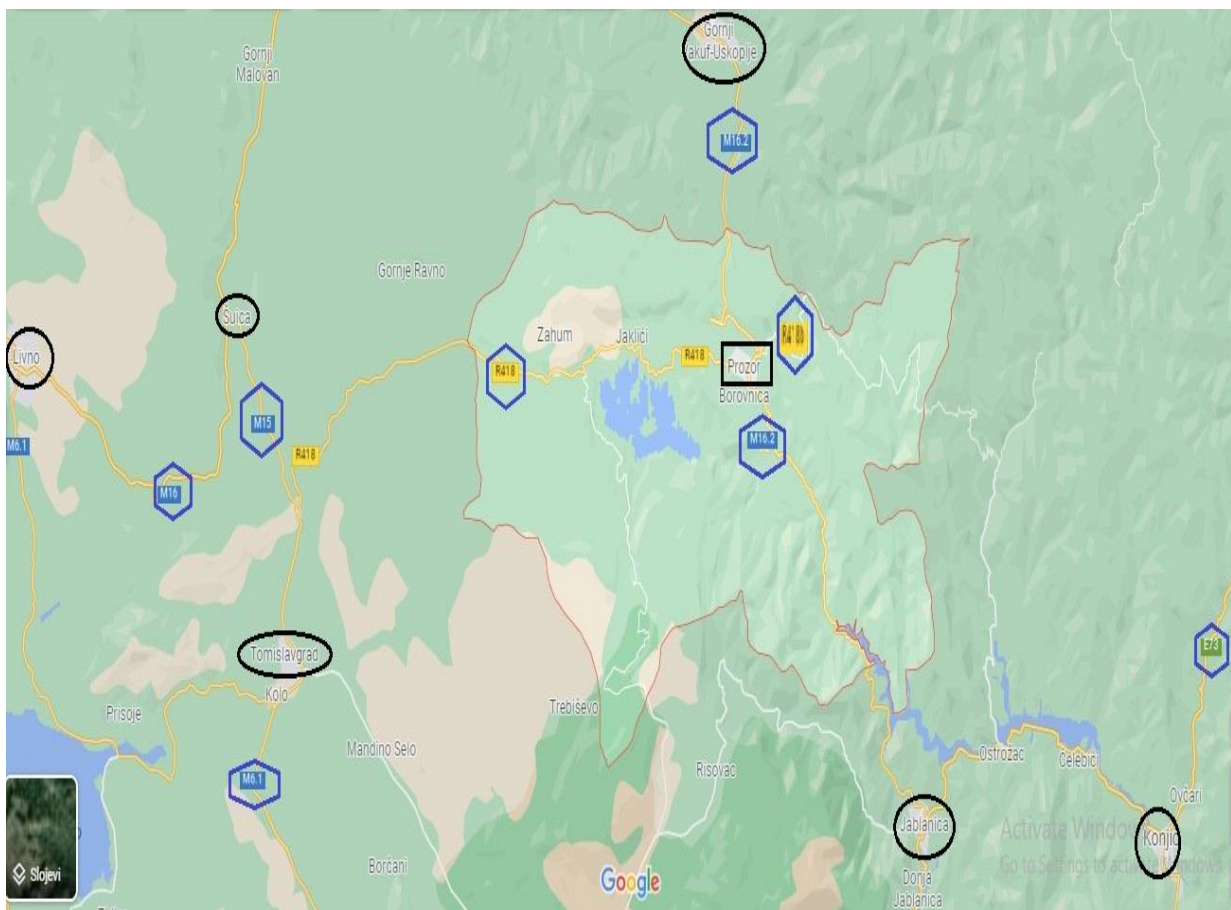 Gornji
Vakuf-Uskoplje
Gornji
Malovan
M16.2
Gornje Ravno
Šuica
Zahum
Jaklići
R418b
Livno
R418
R418
Prozor
Borovnica
M15
M6.1
R418
M16.2
M16
Tomislavgrad
E73
Kolo
Prisoje
Trebiševo
Mandino Selo
Risovac
Ostrožac
Čelebići
M6.1
Ovčari
Jablanica
Activate Windows
Konjic
Go to Settings to activate Windows.
Borčani
Slojevi
Google
Donja
Jablanica